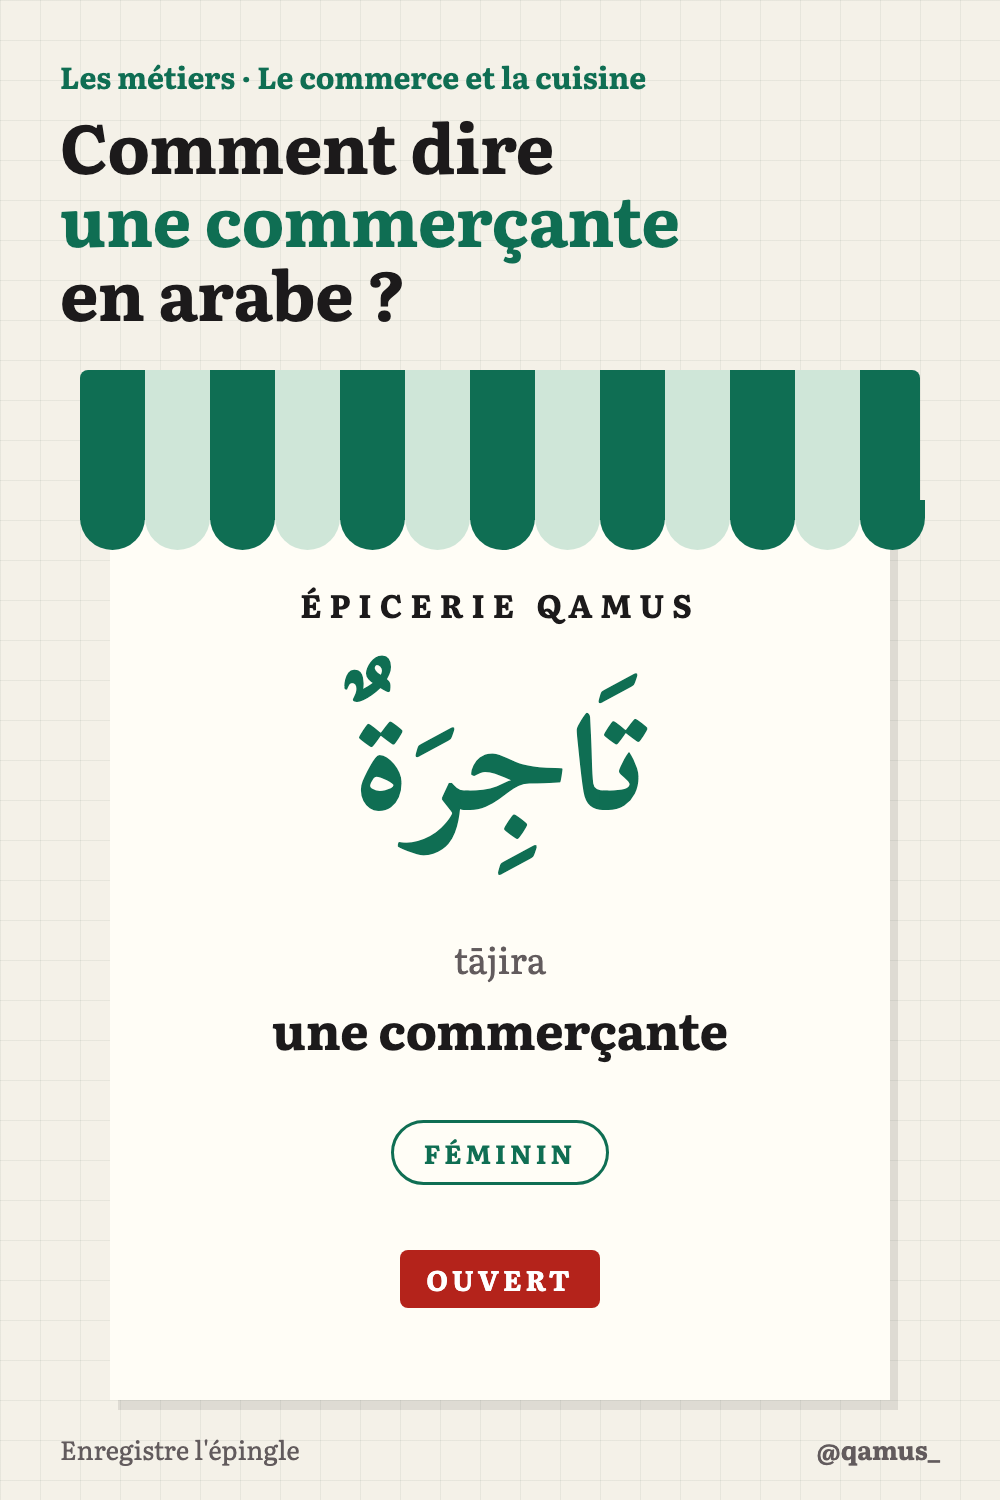 Les métiers · Le commerce et la cuisine
Comment dire
une commerçante
en arabe ?
ÉPICERIE QAMUS
تَاجِرَةٌ
tājira
une commerçante
FÉMININ
OUVERT
Enregistre l'épingle
@qamus_